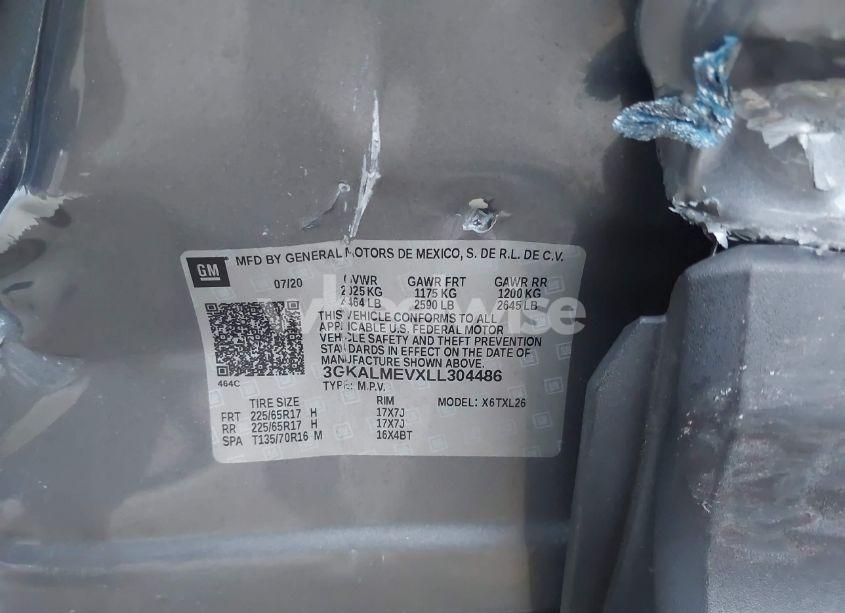 GM
MFD BY GENERAL MOTORS DE MEXICO, S. DE R.L. DE C.V.
07/20 GVWR GAWR FRT GAWR RR
2025 KG 1175 KG 1200 KG
4464 LB 2590 LB 2645 LB
THIS VEHICLE CONFORMS TO ALL
APPLICABLE U.S. FEDERAL MOTOR
VEHICLE SAFETY AND THEFT PREVENTION
STANDARDS IN EFFECT ON THE DATE OF
MANUFACTURE SHOWN ABOVE.
464C 3GKALMEVXLL304486
TYPE: M.P.V. MODEL: X6TXL26
TIRE SIZE RIM
FRT 225/65R17 H 17X7J
RR 225/65R17 H 17X7J
SPA T135/70R16 M 16X4BT